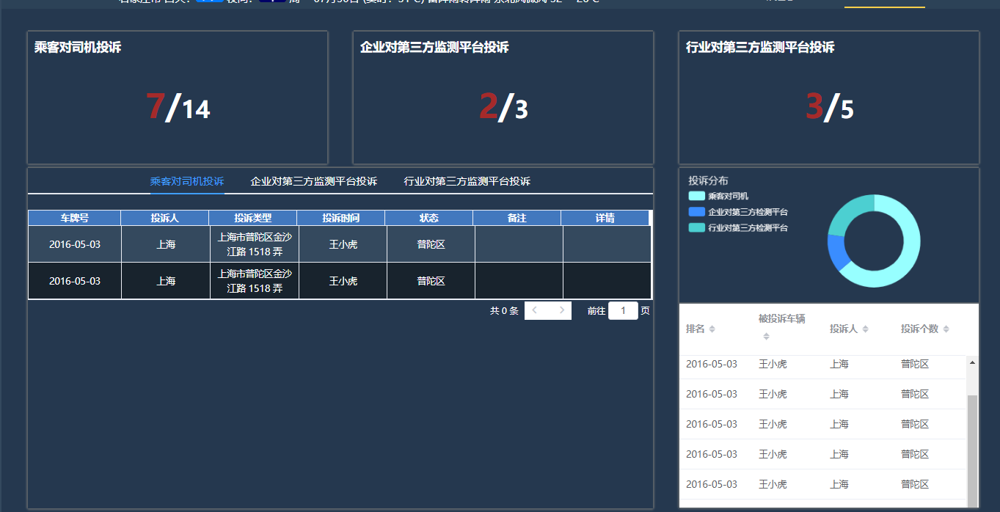 乘客对司机投诉
7/14
企业对第三方监测平台投诉
2/3
行业对第三方监测平台投诉
3/5
乘客对司机投诉 企业对第三方监测平台投诉 行业对第三方监测平台投诉
车牌号 投诉人 投诉类型 投诉时间 状态 备注 详情
2016-05-03 上海 上海市普陀区金沙江路 1518 弄 王小虎 普陀区
2016-05-03 上海 上海市普陀区金沙江路 1518 弄 王小虎 普陀区
共 0 条 前往 1 页
投诉分布
乘客对司机
企业对第三方检测平台
行业对第三方检测平台
排名 被投诉车辆 投诉人 投诉个数
2016-05-03 王小虎 上海 普陀区
2016-05-03 王小虎 上海 普陀区
2016-05-03 王小虎 上海 普陀区
2016-05-03 王小虎 上海 普陀区
2016-05-03 王小虎 上海 普陀区